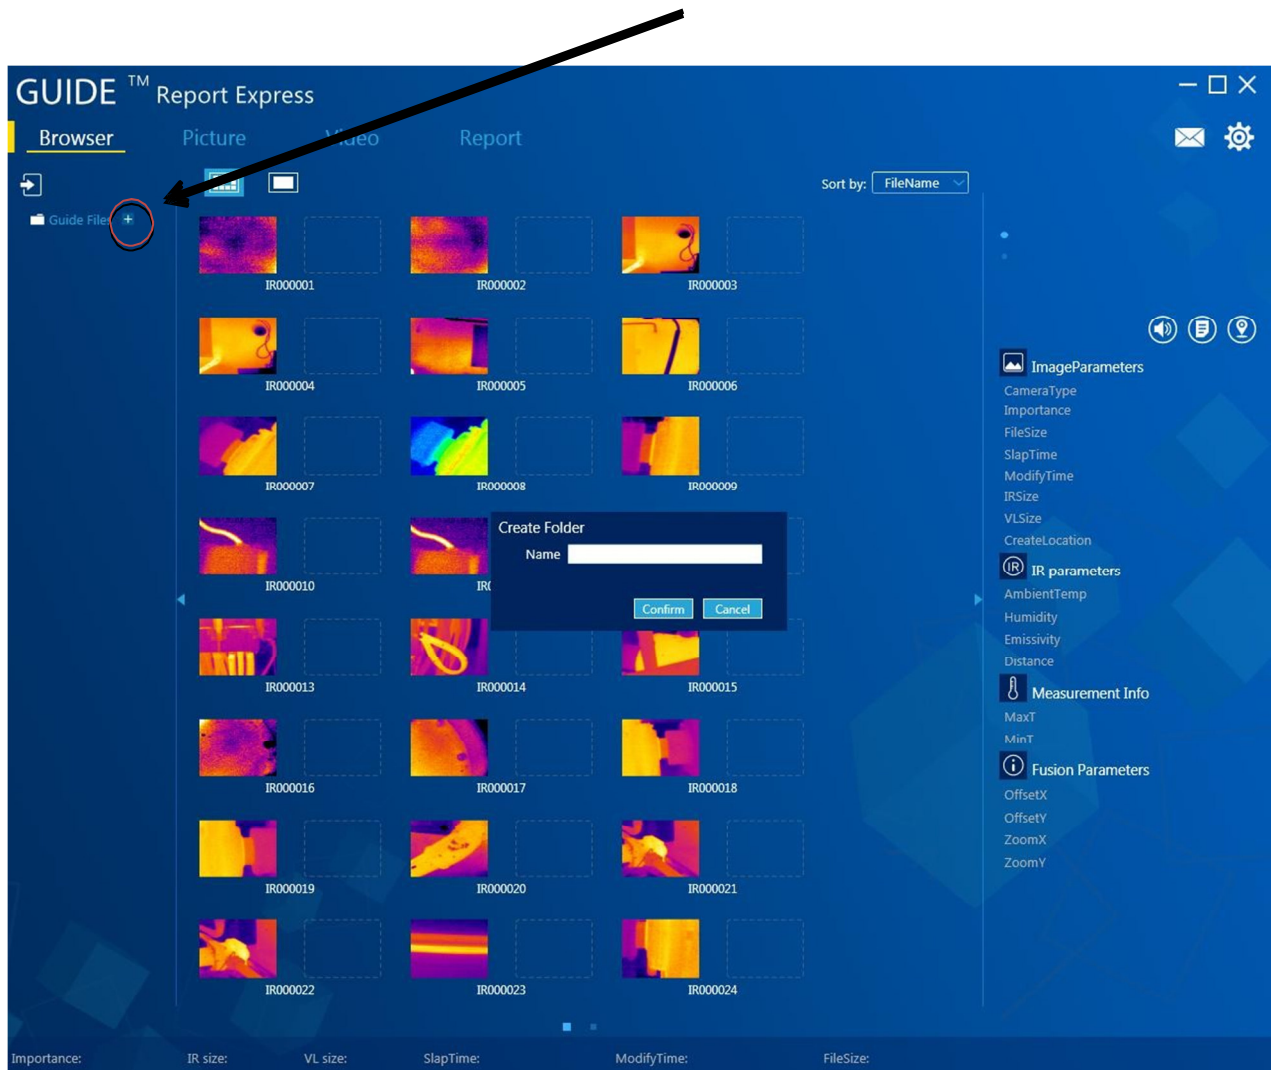 GUIDE ™ Report Express
Browser Picture Video Report
Sort by: FileName
Guide Files +
IR000001 IR000002 IR000003
IR000004 IR000005 IR000006
IR000007 IR000008 IR000009
Create Folder
Name
Confirm Cancel
IR000010
IR000013 IR000014 IR000015
IR000016 IR000017 IR000018
IR000019 IR000020 IR000021
IR000022 IR000023 IR000024
ImageParameters
CameraType
Importance
FileSize
SlapTime
ModifyTime
IRSize
VLSize
CreateLocation
IR IR parameters
AmbientTemp
Humidity
Emissivity
Distance
Measurement Info
MaxT
MinT
Fusion Parameters
OffsetX
OffsetY
ZoomX
ZoomY
Importance: IR size: VL size: SlapTime: ModifyTime: FileSize: